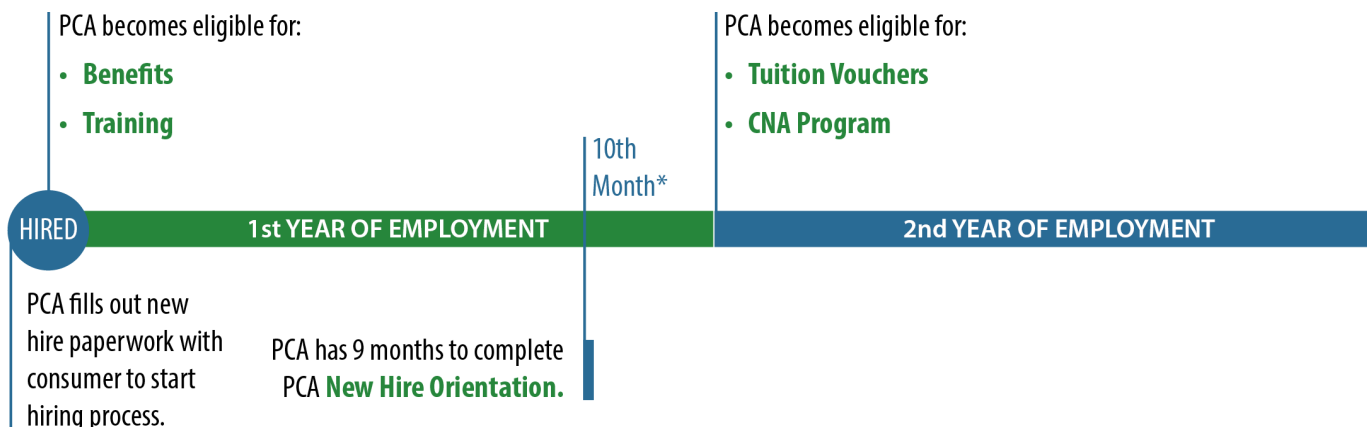 PCA becomes eligible for:
• Benefits
• Training
PCA becomes eligible for:
• Tuition Vouchers
• CNA Program
10th
Month*
HIRED
1st YEAR OF EMPLOYMENT
2nd YEAR OF EMPLOYMENT
PCA fills out new
hire paperwork with
consumer to start
hiring process.
PCA has 9 months to complete
PCA New Hire Orientation.